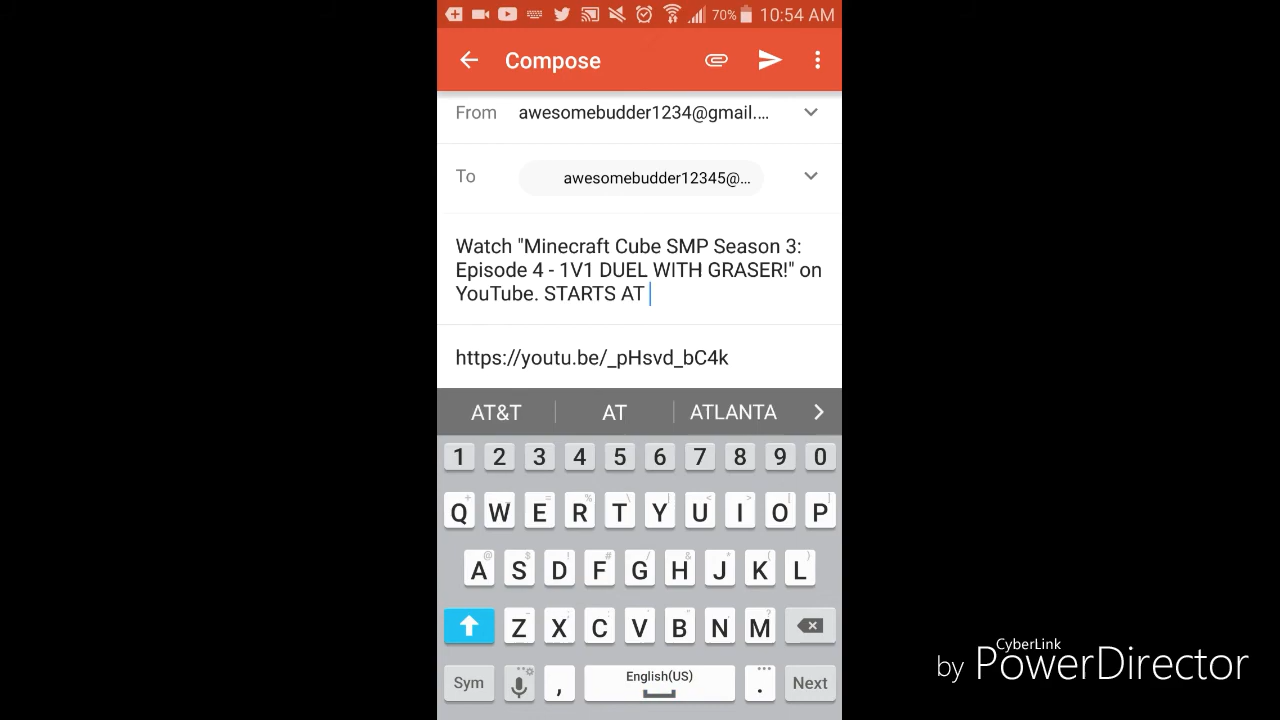 70% 10:54 AM
Compose
From awesomebudder1234@gmail....
To awesomebudder12345@...
Watch "Minecraft Cube SMP Season 3:
Episode 4 - 1V1 DUEL WITH GRASER!" on
YouTube. STARTS AT
https://youtu.be/_pHsvd_bC4k
AT&T AT ATLANTA
1 2 3 4 5 6 7 8 9 0
Q W E R T Y U I O P
A S D F G H J K L
Z X C V B N M
Sym , English(US) . Next
CyberLink
by PowerDirector